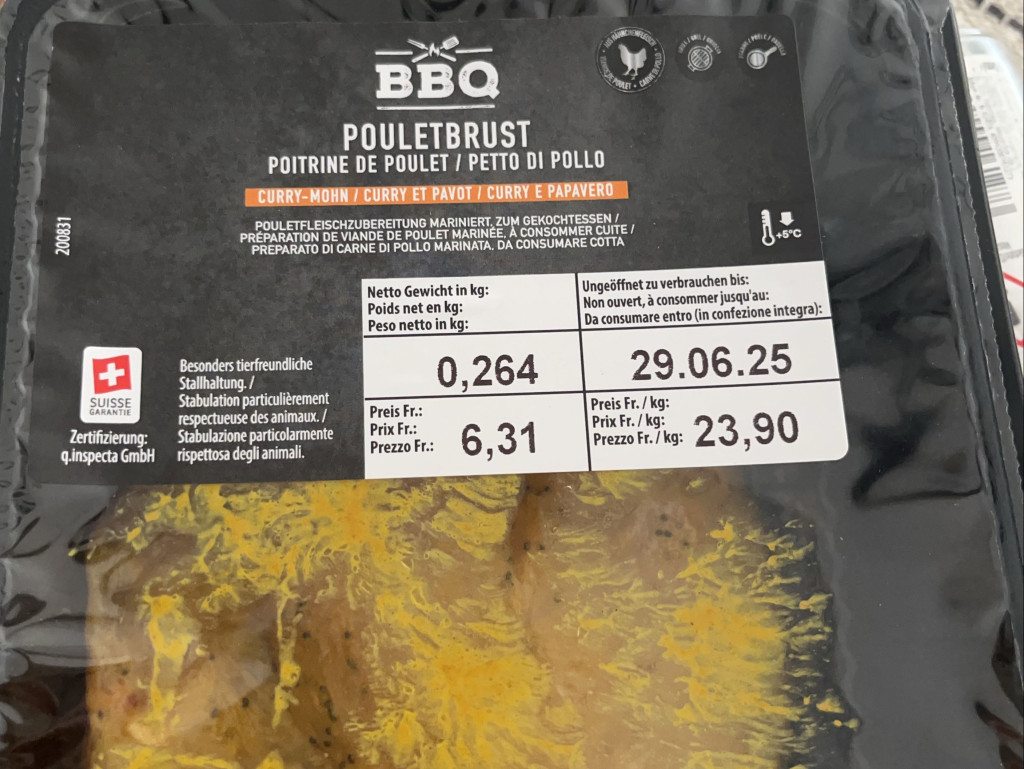 BBQ
POULETBRUST
POITRINE DE POULET / PETTO DI POLLO
CURRY-MOHN / CURRY ET PAVOT / CURRY E PAPAVERO
POULETFLEISCHZUBEREITUNG MARINIERT, ZUM GEKOCHTESSEN /
PRÉPARATION DE VIANDE DE POULET MARINÉE, À CONSOMMER CUITE /
PREPARATO DI CARNE DI POLLO MARINATA, DA CONSUMARE COTTA
+5°C
200831
Netto Gewicht in kg:
Poids net en kg:
Peso netto in kg:
0,264
Ungeöffnet zu verbrauchen bis:
Non ouvert, à consommer jusqu'au:
Da consumare entro (in confezione integra):
29.06.25
Preis Fr.:
Prix Fr.:
Prezzo Fr.:
6,31
Preis Fr. / kg:
Prix Fr. / kg:
Prezzo Fr. / kg:
23,90
SUISSE
GARANTIE
Zertifizierung:
q.inspecta GmbH
Besonders tierfreundliche
Stallhaltung. /
Stabulation particulièrement
respectueuse des animaux. /
Stabulazione particolarmente
rispettosa degli animali.